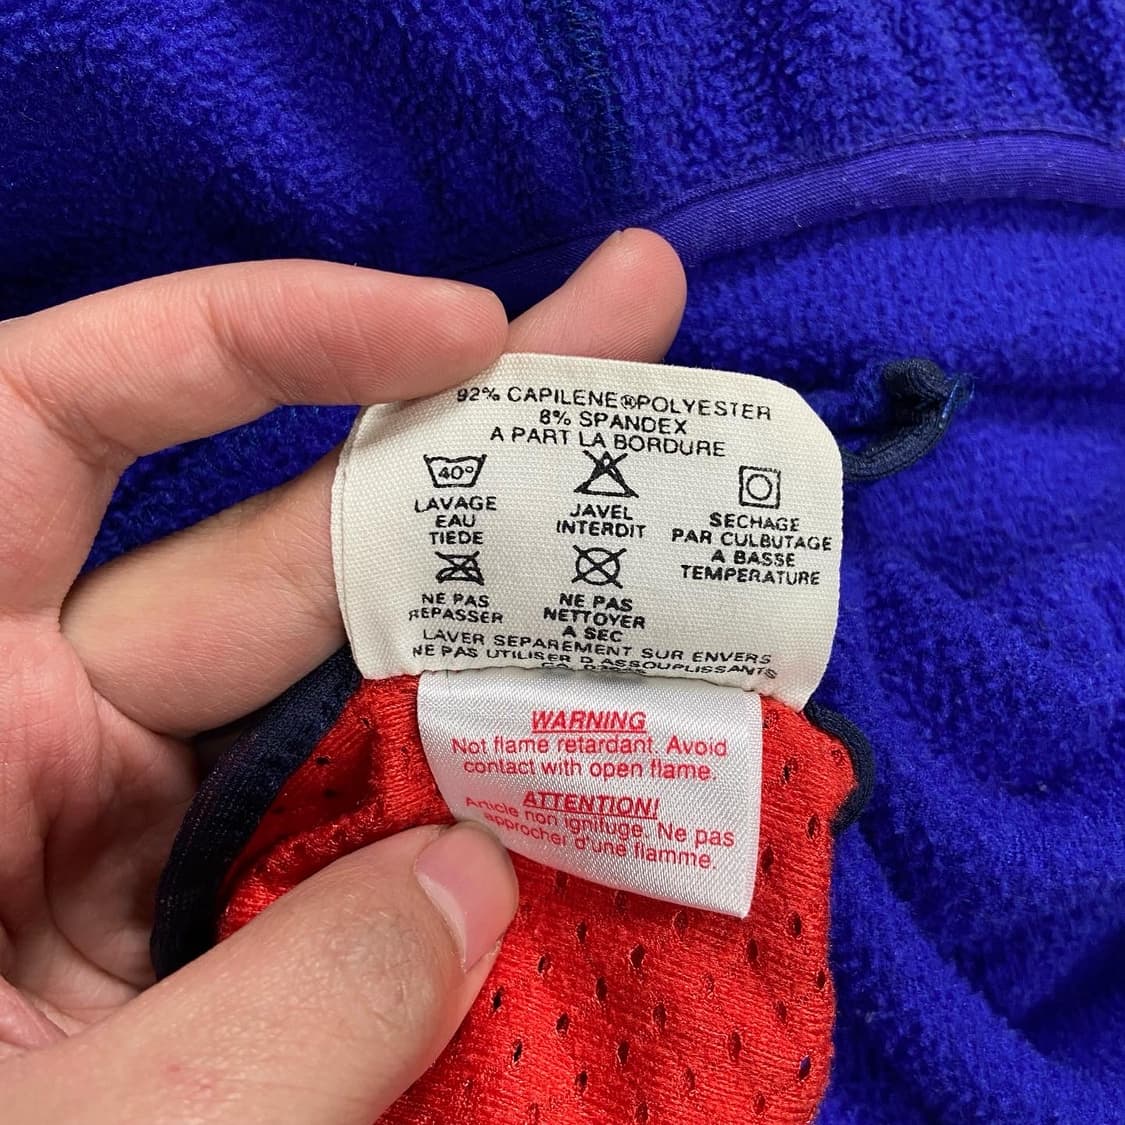 92% CAPILENE®POLYESTER
8% SPANDEX
A PART LA BORDURE
40°
LAVAGE
EAU
TIEDE
JAVEL
INTERDIT
SECHAGE
PAR CULBUTAGE
A BASSE
TEMPERATURE
NE PAS
REPASSER
NE PAS
NETTOYER
A SEC
LAVER SEPAREMENT SUR ENVERS
NE PAS UTILISER D ASSOUPLISSANTS
WARNING
Not flame retardant. Avoid
contact with open flame.
ATTENTION!
Article non ignifuge. Ne pas
approcher d'une flamme.